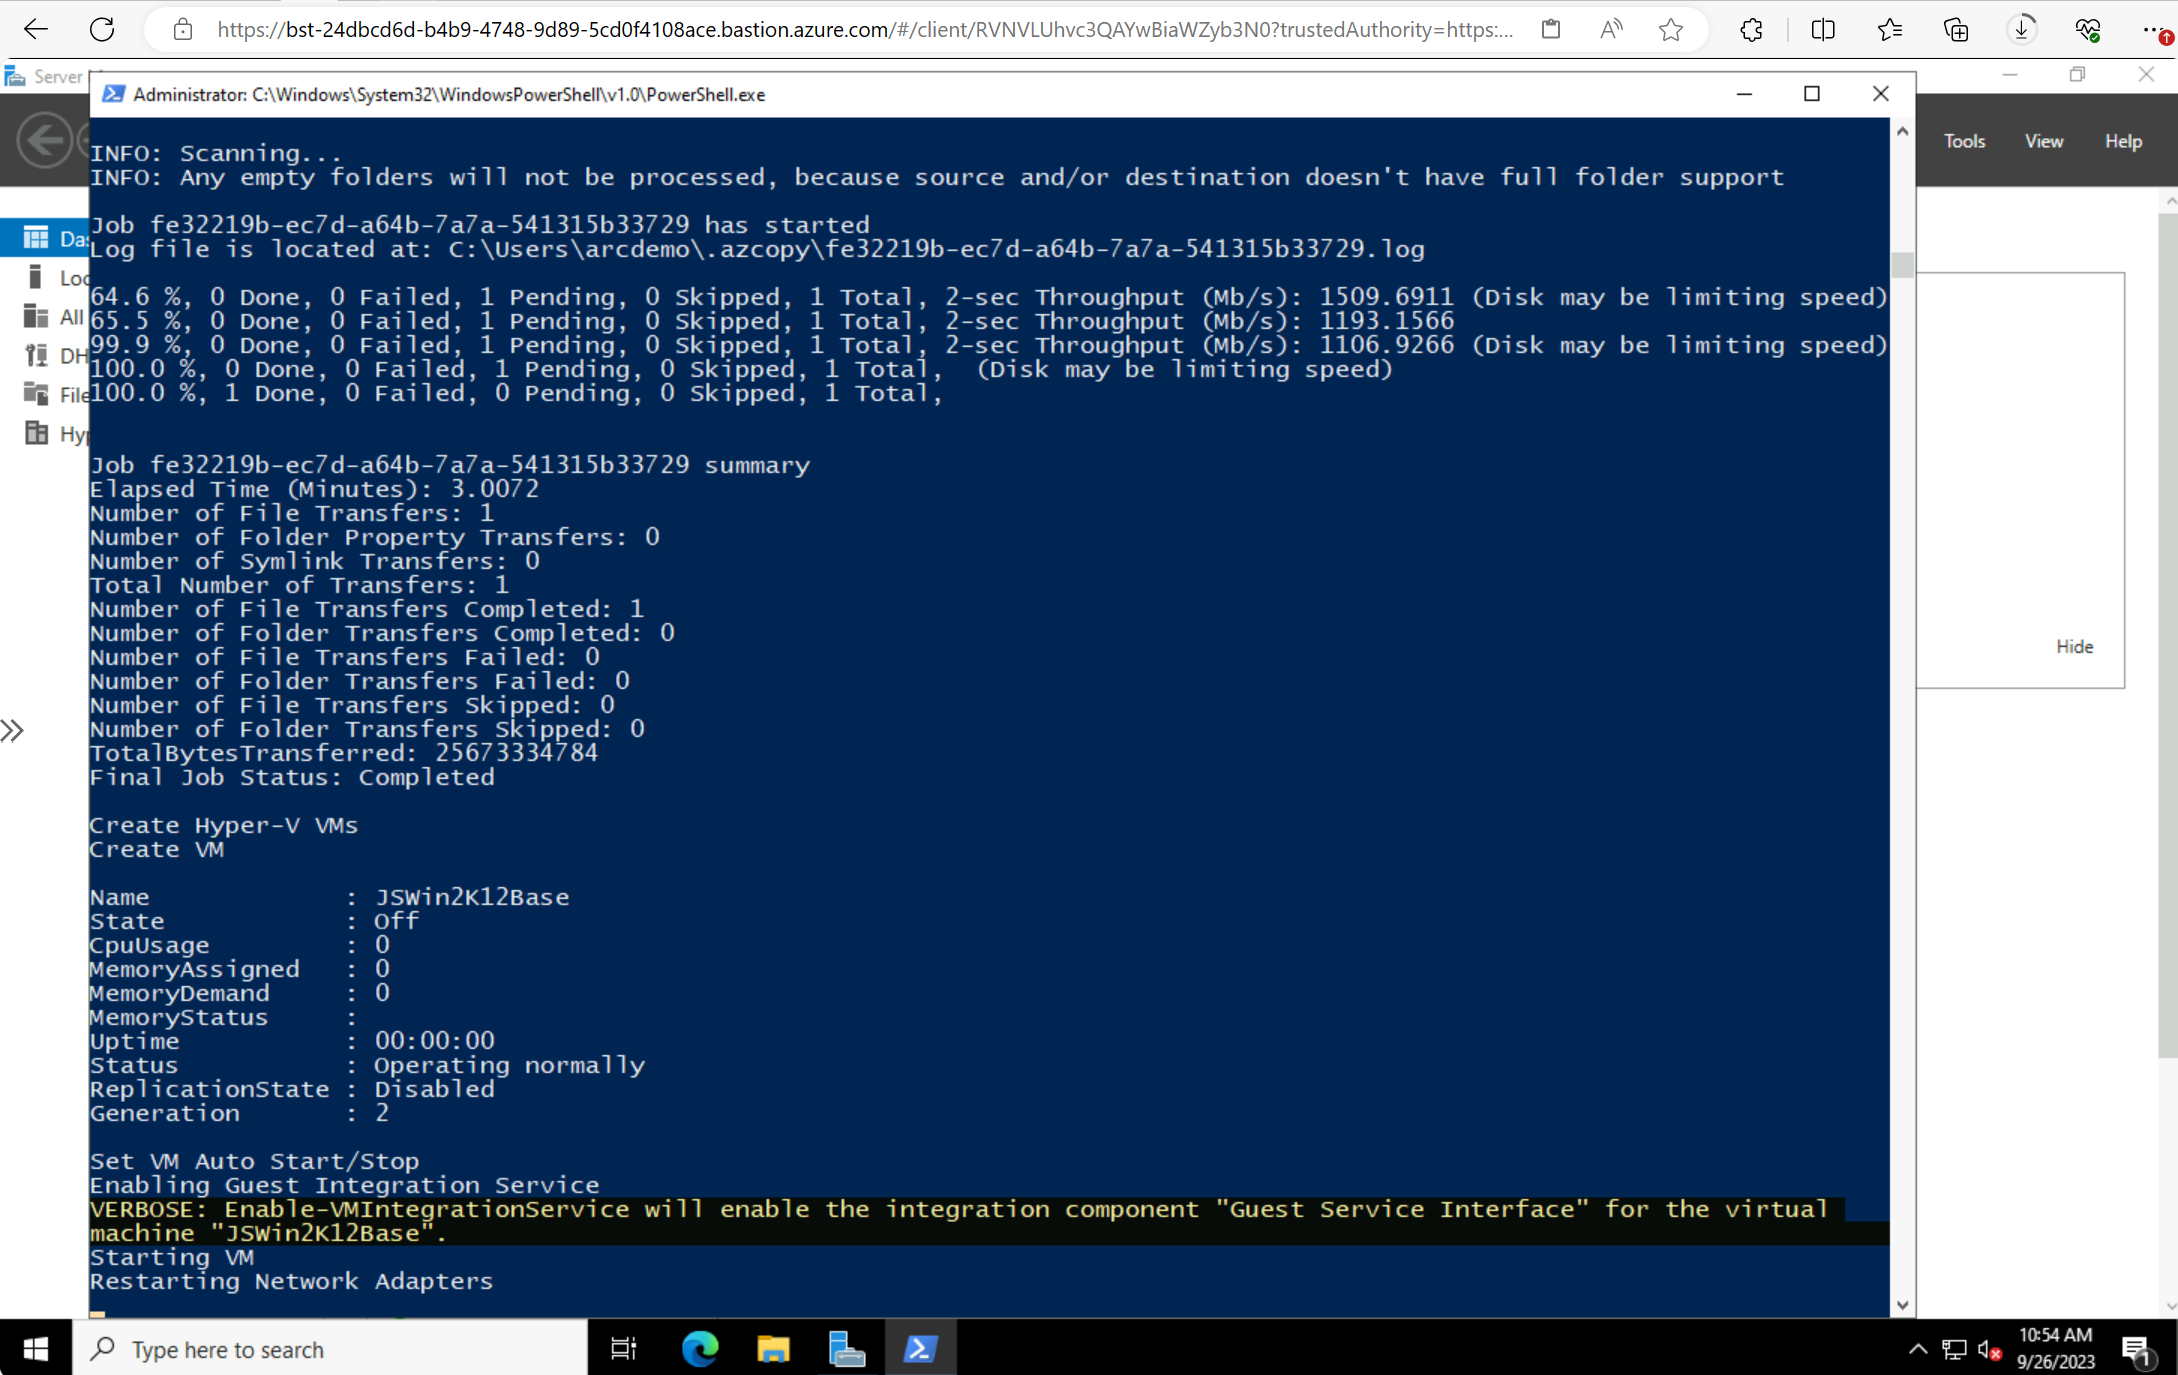 https://bst-24dbcd6d-b4b9-4748-9d89-5cd0f4108ace.bastion.azure.com/#/client/RVNVLUhvc3QAYwBiaWZyb3N0?trustedAuthority=https:...
Server
Administrator: C:\Windows\System32\WindowsPowerShell\v1.0\PowerShell.exe
Tools View Help
INFO: Scanning...
INFO: Any empty folders will not be processed, because source and/or destination doesn't have full folder support
Job fe32219b-ec7d-a64b-7a7a-541315b33729 has started
Log file is located at: C:\Users\arcdemo\.azcopy\fe32219b-ec7d-a64b-7a7a-541315b33729.log
64.6 %, 0 Done, 0 Failed, 1 Pending, 0 Skipped, 1 Total, 2-sec Throughput (Mb/s): 1509.6911 (Disk may be limiting speed)
65.5 %, 0 Done, 0 Failed, 1 Pending, 0 Skipped, 1 Total, 2-sec Throughput (Mb/s): 1193.1566
99.9 %, 0 Done, 0 Failed, 1 Pending, 0 Skipped, 1 Total, 2-sec Throughput (Mb/s): 1106.9266 (Disk may be limiting speed)
100.0 %, 0 Done, 0 Failed, 1 Pending, 0 Skipped, 1 Total,  (Disk may be limiting speed)
100.0 %, 1 Done, 0 Failed, 0 Pending, 0 Skipped, 1 Total,
Job fe32219b-ec7d-a64b-7a7a-541315b33729 summary
Elapsed Time (Minutes): 3.0072
Number of File Transfers: 1
Number of Folder Property Transfers: 0
Number of Symlink Transfers: 0
Total Number of Transfers: 1
Number of File Transfers Completed: 1
Number of Folder Transfers Completed: 0
Number of File Transfers Failed: 0
Number of Folder Transfers Failed: 0
Number of File Transfers Skipped: 0
Number of Folder Transfers Skipped: 0
TotalBytesTransferred: 25673334784
Final Job Status: Completed
Create Hyper-V VMs
Create VM
Name : JSWin2K12Base
State : Off
CpuUsage : 0
MemoryAssigned : 0
MemoryDemand : 0
MemoryStatus :
Uptime : 00:00:00
Status : Operating normally
ReplicationState : Disabled
Generation : 2
Set VM Auto Start/Stop
Enabling Guest Integration Service
VERBOSE: Enable-VMIntegrationService will enable the integration component "Guest Service Interface" for the virtual
machine "JSWin2K12Base".
Starting VM
Restarting Network Adapters
Das
Loc
All
DH
File
Hyp
Hide
Type here to search
10:54 AM
9/26/2023
1